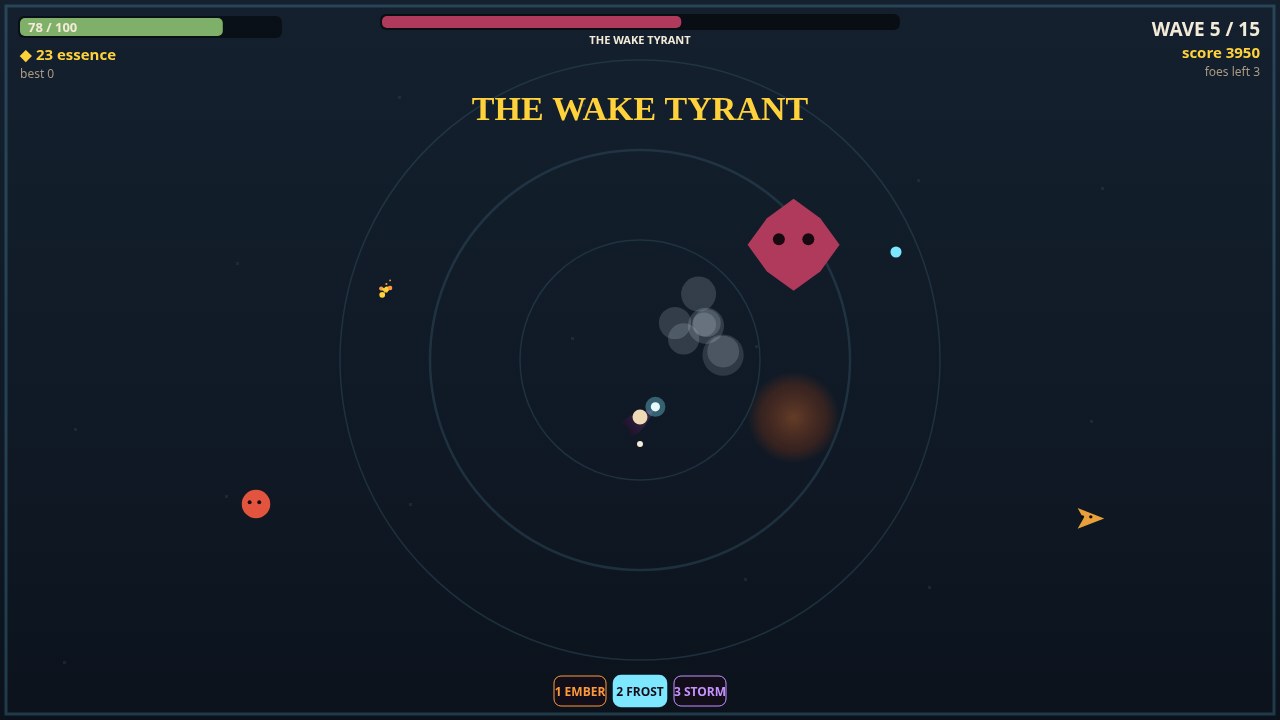 78 / 100
◆ 23 essence
best 0
THE WAKE TYRANT
WAVE 5 / 15
score 3950
foes left 3
THE WAKE TYRANT
1 EMBER
2 FROST
3 STORM